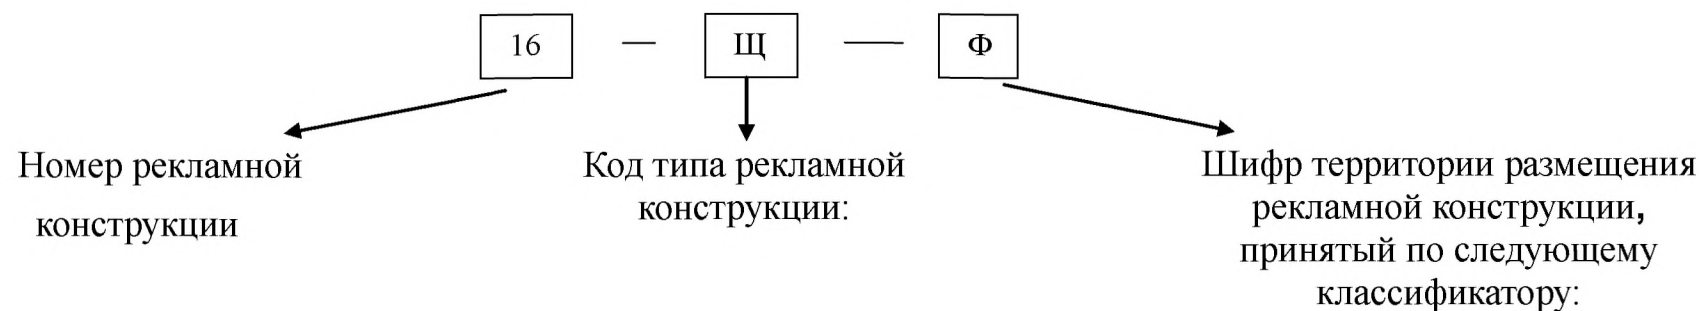 16 — Щ — Ф
Номер рекламной
конструкции
Код типа рекламной
конструкции:
Шифр территории размещения
рекламной конструкции,
принятый по следующему
классификатору: